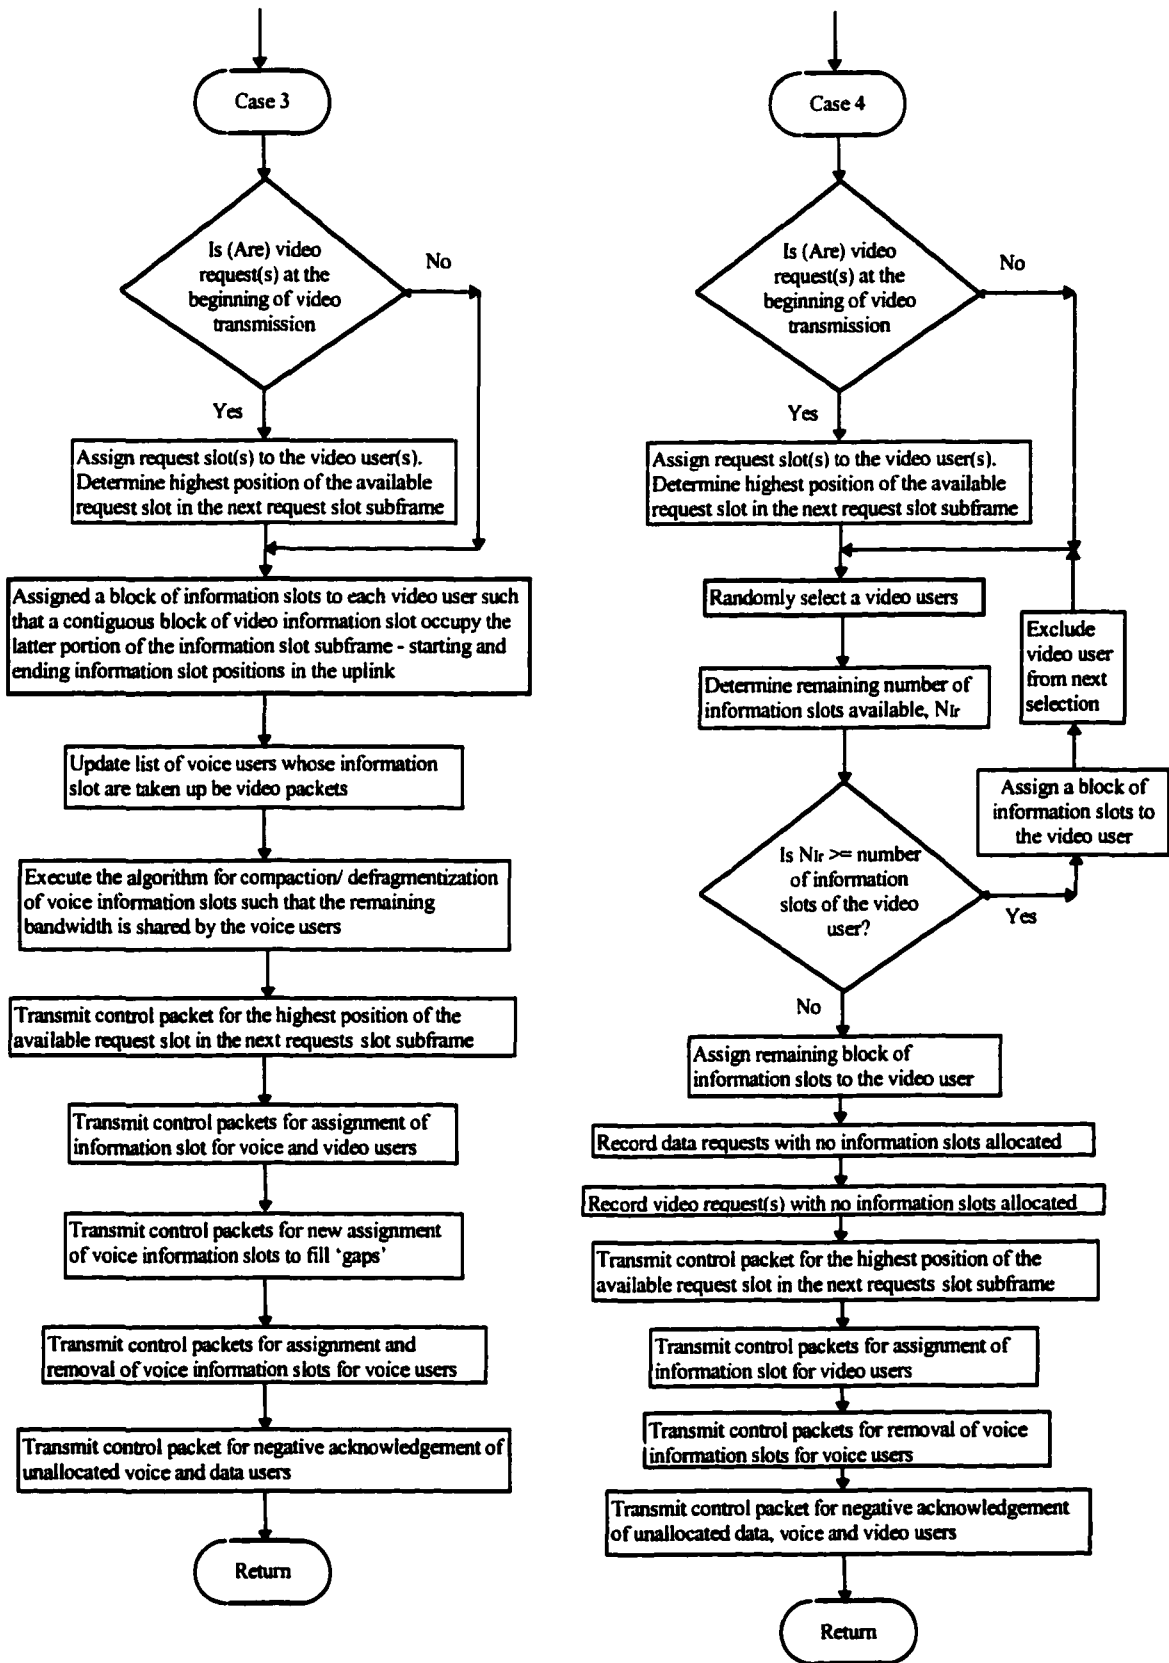 Case 3
Is (Are) video
request(s) at the
beginning of video
transmission
No
Yes
Assign request slot(s) to the video user(s).
Determine highest position of the available
request slot in the next request slot subframe
Assigned a block of information slots to each video user such
that a contiguous block of video information slot occupy the
latter portion of the information slot subframe - starting and
ending information slot positions in the uplink
Update list of voice users whose information
slot are taken up be video packets
Execute the algorithm for compaction/ defragmentization
of voice information slots such that the remaining
bandwidth is shared by the voice users
Transmit control packet for the highest position of the
available request slot in the next requests slot subframe
Transmit control packets for assignment of
information slot for voice and video users
Transmit control packets for new assignment
of voice information slots to fill ‘gaps’
Transmit control packets for assignment and
removal of voice information slots for voice users
Transmit control packet for negative acknowledgement of
unallocated voice and data users
Return
Case 4
Is (Are) video
request(s) at the
beginning of video
transmission
No
Yes
Assign request slot(s) to the video user(s).
Determine highest position of the available
request slot in the next request slot subframe
Randomly select a video users
Determine remaining number of
information slots available, NIr
Is NIr >= number
of information
slots of the video
user?
Yes
Assign a block of
information slots to
the video user
Exclude
video user
from next
selection
No
Assign remaining block of
information slots to the video user
Record data requests with no information slots allocated
Record video request(s) with no information slots allocated
Transmit control packet for the highest position of the
available request slot in the next requests slot subframe
Transmit control packets for assignment of
information slot for video users
Transmit control packets for removal of voice
information slots for voice users
Transmit control packet for negative acknowledgement
of unallocated data, voice and video users
Return